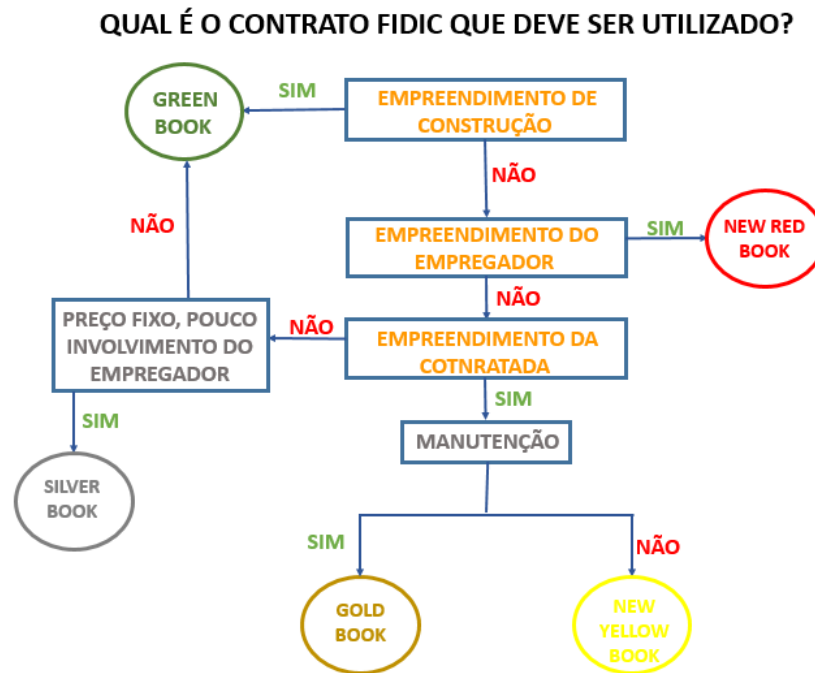 QUAL É O CONTRATO FIDIC QUE DEVE SER UTILIZADO?
GREEN
BOOK
SIM
EMPREENDIMENTO DE
CONSTRUÇÃO
NÃO
NÃO
EMPREENDIMENTO DO
EMPREGADOR
SIM
NEW RED
BOOK
NÃO
PREÇO FIXO, POUCO
INVOLVIMENTO DO
EMPREGADOR
NÃO
EMPREENDIMENTO DA
COTNRATADA
SIM
SIM
MANUTENÇÃO
SILVER
BOOK
SIM
NÃO
GOLD
BOOK
NEW
YELLOW
BOOK